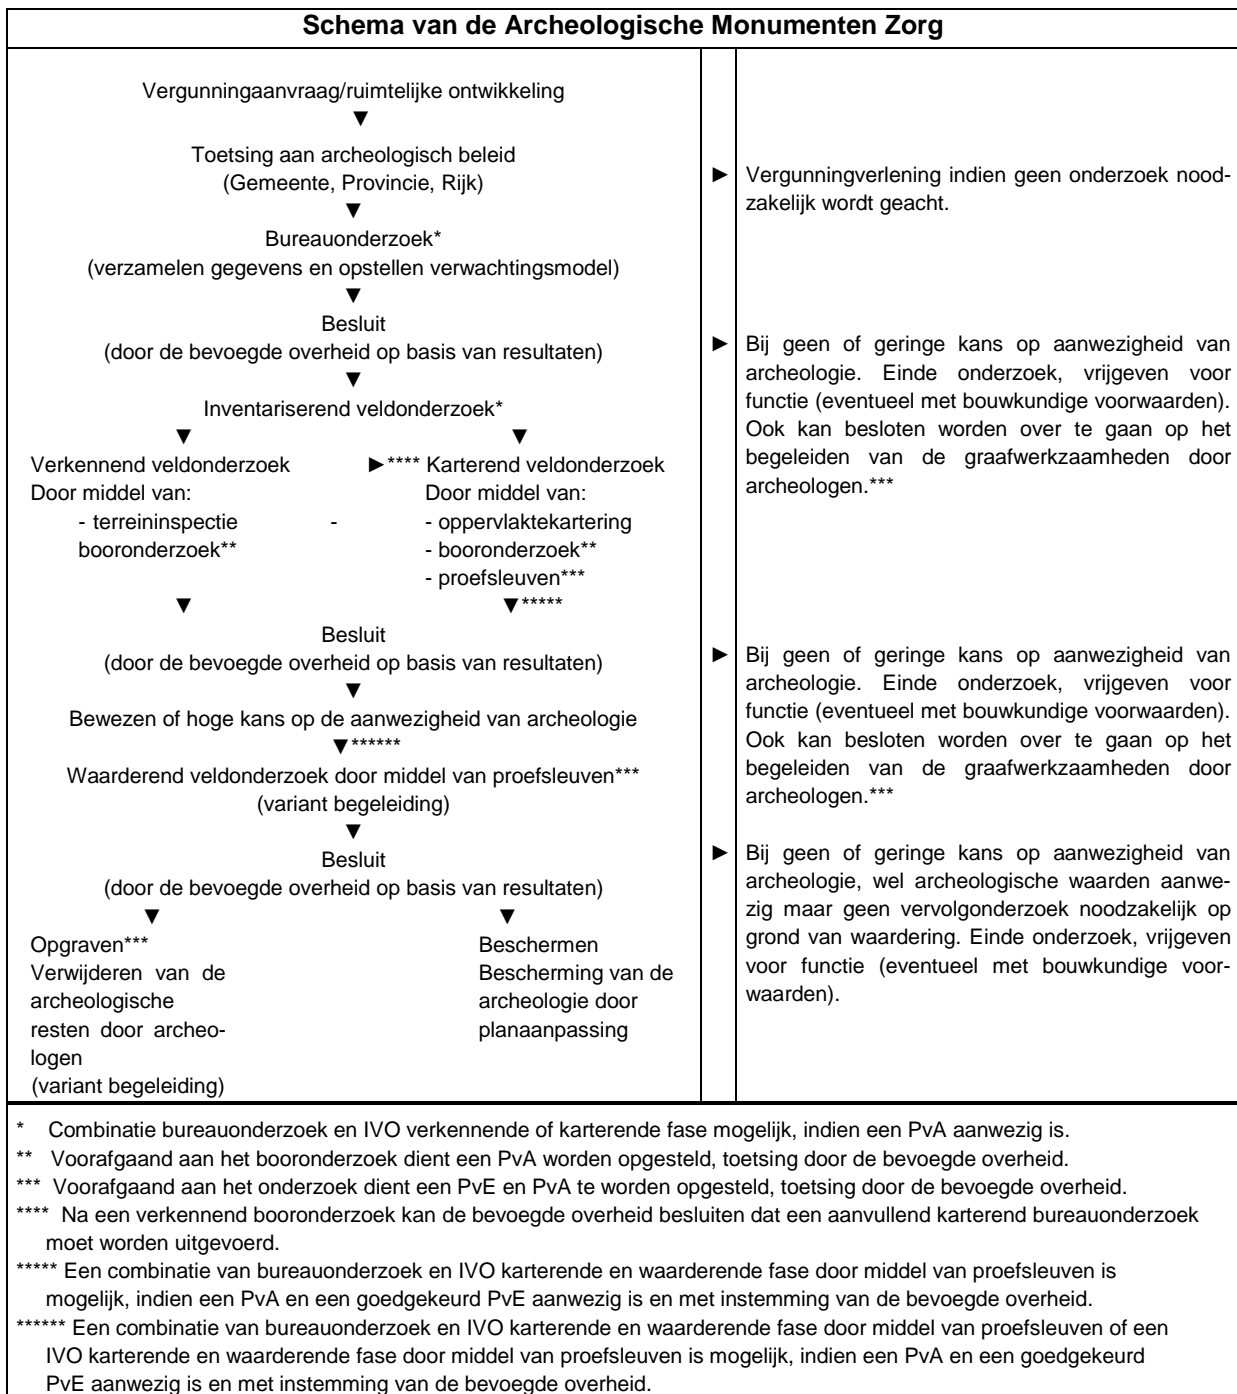 Schema van de Archeologische Monumenten Zorg
Vergunningaanvraag/ruimtelijke ontwikkeling
▼
Toetsing aan archeologisch beleid
(Gemeente, Provincie, Rijk)
▼
Bureauonderzoek*
(verzamelen gegevens en opstellen verwachtingsmodel)
▼
Besluit
(door de bevoegde overheid op basis van resultaten)
▼
Inventariserend veldonderzoek*
▼ ▼
Verkennend veldonderzoek ►**** Karterend veldonderzoek
Door middel van: Door middel van:
- terreininspectie - - oppervlaktekartering
booronderzoek** - booronderzoek**
- proefsleuven***
▼ ▼*****
Besluit
(door de bevoegde overheid op basis van resultaten)
▼
Bewezen of hoge kans op de aanwezigheid van archeologie
▼******
Waarderend veldonderzoek door middel van proefsleuven***
(variant begeleiding)
▼
Besluit
(door de bevoegde overheid op basis van resultaten)
▼ ▼
Opgraven***
Verwijderen van de
archeologische
resten door archeo-
logen
(variant begeleiding)
Beschermen
Bescherming van de
archeologie door
planaanpassing
► Vergunningverlening indien geen onderzoek nood-
zakelijk wordt geacht.
► Bij geen of geringe kans op aanwezigheid van
archeologie. Einde onderzoek, vrijgeven voor
functie (eventueel met bouwkundige voorwaarden).
Ook kan besloten worden over te gaan op het
begeleiden van de graafwerkzaamheden door
archeologen.***
► Bij geen of geringe kans op aanwezigheid van
archeologie. Einde onderzoek, vrijgeven voor
functie (eventueel met bouwkundige voorwaarden).
Ook kan besloten worden over te gaan op het
begeleiden van de graafwerkzaamheden door
archeologen.***
► Bij geen of geringe kans op aanwezigheid van
archeologie, wel archeologische waarden aanwe-
zig maar geen vervolgonderzoek noodzakelijk op
grond van waardering. Einde onderzoek, vrijgeven
voor functie (eventueel met bouwkundige voor-
waarden).
* Combinatie bureauonderzoek en IVO verkennende of karterende fase mogelijk, indien een PvA aanwezig is.
** Voorafgaand aan het booronderzoek dient een PvA worden opgesteld, toetsing door de bevoegde overheid.
*** Voorafgaand aan het onderzoek dient een PvE en PvA te worden opgesteld, toetsing door de bevoegde overheid.
**** Na een verkennend booronderzoek kan de bevoegde overheid besluiten dat een aanvullend karterend bureauonderzoek
moet worden uitgevoerd.
***** Een combinatie van bureauonderzoek en IVO karterende en waarderende fase door middel van proefsleuven is
mogelijk, indien een PvA en een goedgekeurd PvE aanwezig is en met instemming van de bevoegde overheid.
****** Een combinatie van bureauonderzoek en IVO karterende en waarderende fase door middel van proefsleuven of een
IVO karterende en waarderende fase door middel van proefsleuven is mogelijk, indien een PvA en een goedgekeurd
PvE aanwezig is en met instemming van de bevoegde overheid.